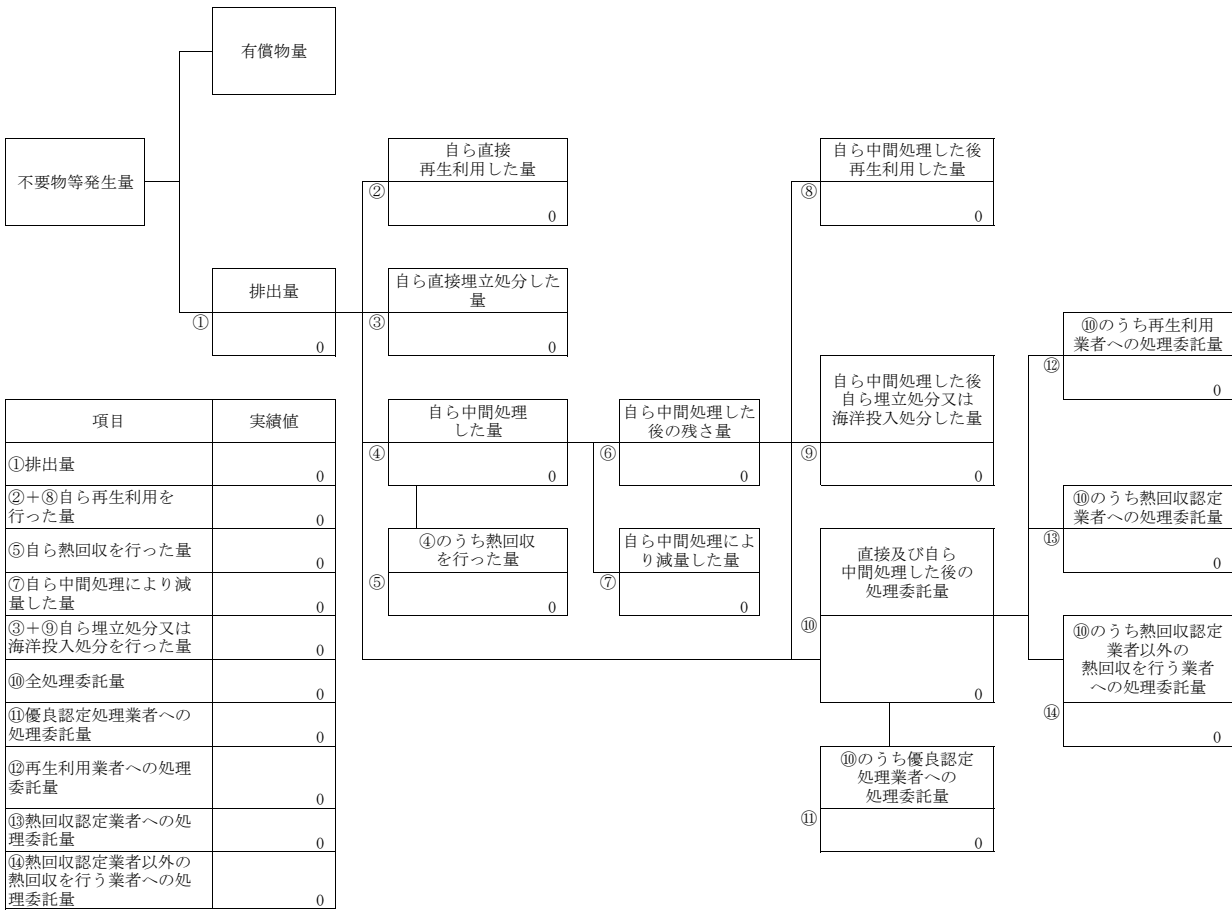 有償物量
不要物等発生量
自ら直接
再生利用した量
②
0
自ら中間処理した後
再生利用した量
⑧
0
排出量
①
0
自ら直接埋立処分した
量
③
0
⑩のうち再生利用
業者への処理委託量
⑫
0
自ら中間処理した後
自ら埋立処分又は
海洋投入処分した量
⑨
0
自ら中間処理
した量
④
0
自ら中間処理した
後の残さ量
⑥
0
⑩のうち熱回収認定
業者への処理委託量
⑬
0
④のうち熱回収
を行った量
⑤
0
自ら中間処理によ
り減量した量
⑦
0
直接及び自ら
中間処理した後の
処理委託量
⑩
0
⑩のうち熱回収認定
業者以外の
熱回収を行う業者
への処理委託量
⑭
0
⑩のうち優良認定
処理業者への
処理委託量
⑪
0
項目 実績値
①排出量 0
②+⑧自ら再生利用を
行った量 0
⑤自ら熱回収を行った量 0
⑦自ら中間処理により減
量した量 0
③+⑨自ら埋立処分又は
海洋投入処分を行った量 0
⑩全処理委託量 0
⑪優良認定処理業者への
処理委託量 0
⑫再生利用業者への処理
委託量 0
⑬熱回収認定業者への処
理委託量 0
⑭熱回収認定業者以外の
熱回収を行う業者への処
理委託量 0